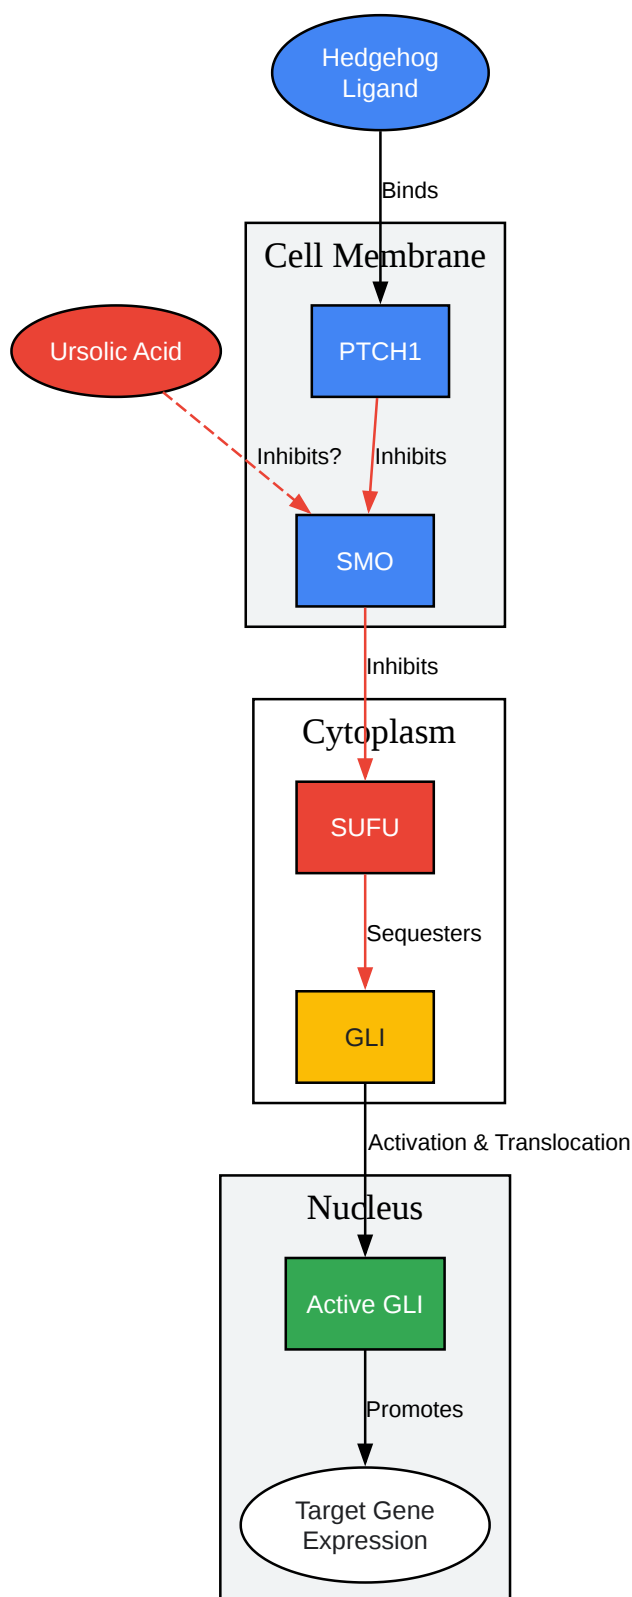 Hedgehog
Ligand
Binds
Cell Membrane
Ursolic Acid
PTCH1
Inhibits?
Inhibits
SMO
Inhibits
Cytoplasm
SUFU
Sequesters
GLI
Activation & Translocation
Nucleus
Active GLI
Promotes
Target Gene
Expression